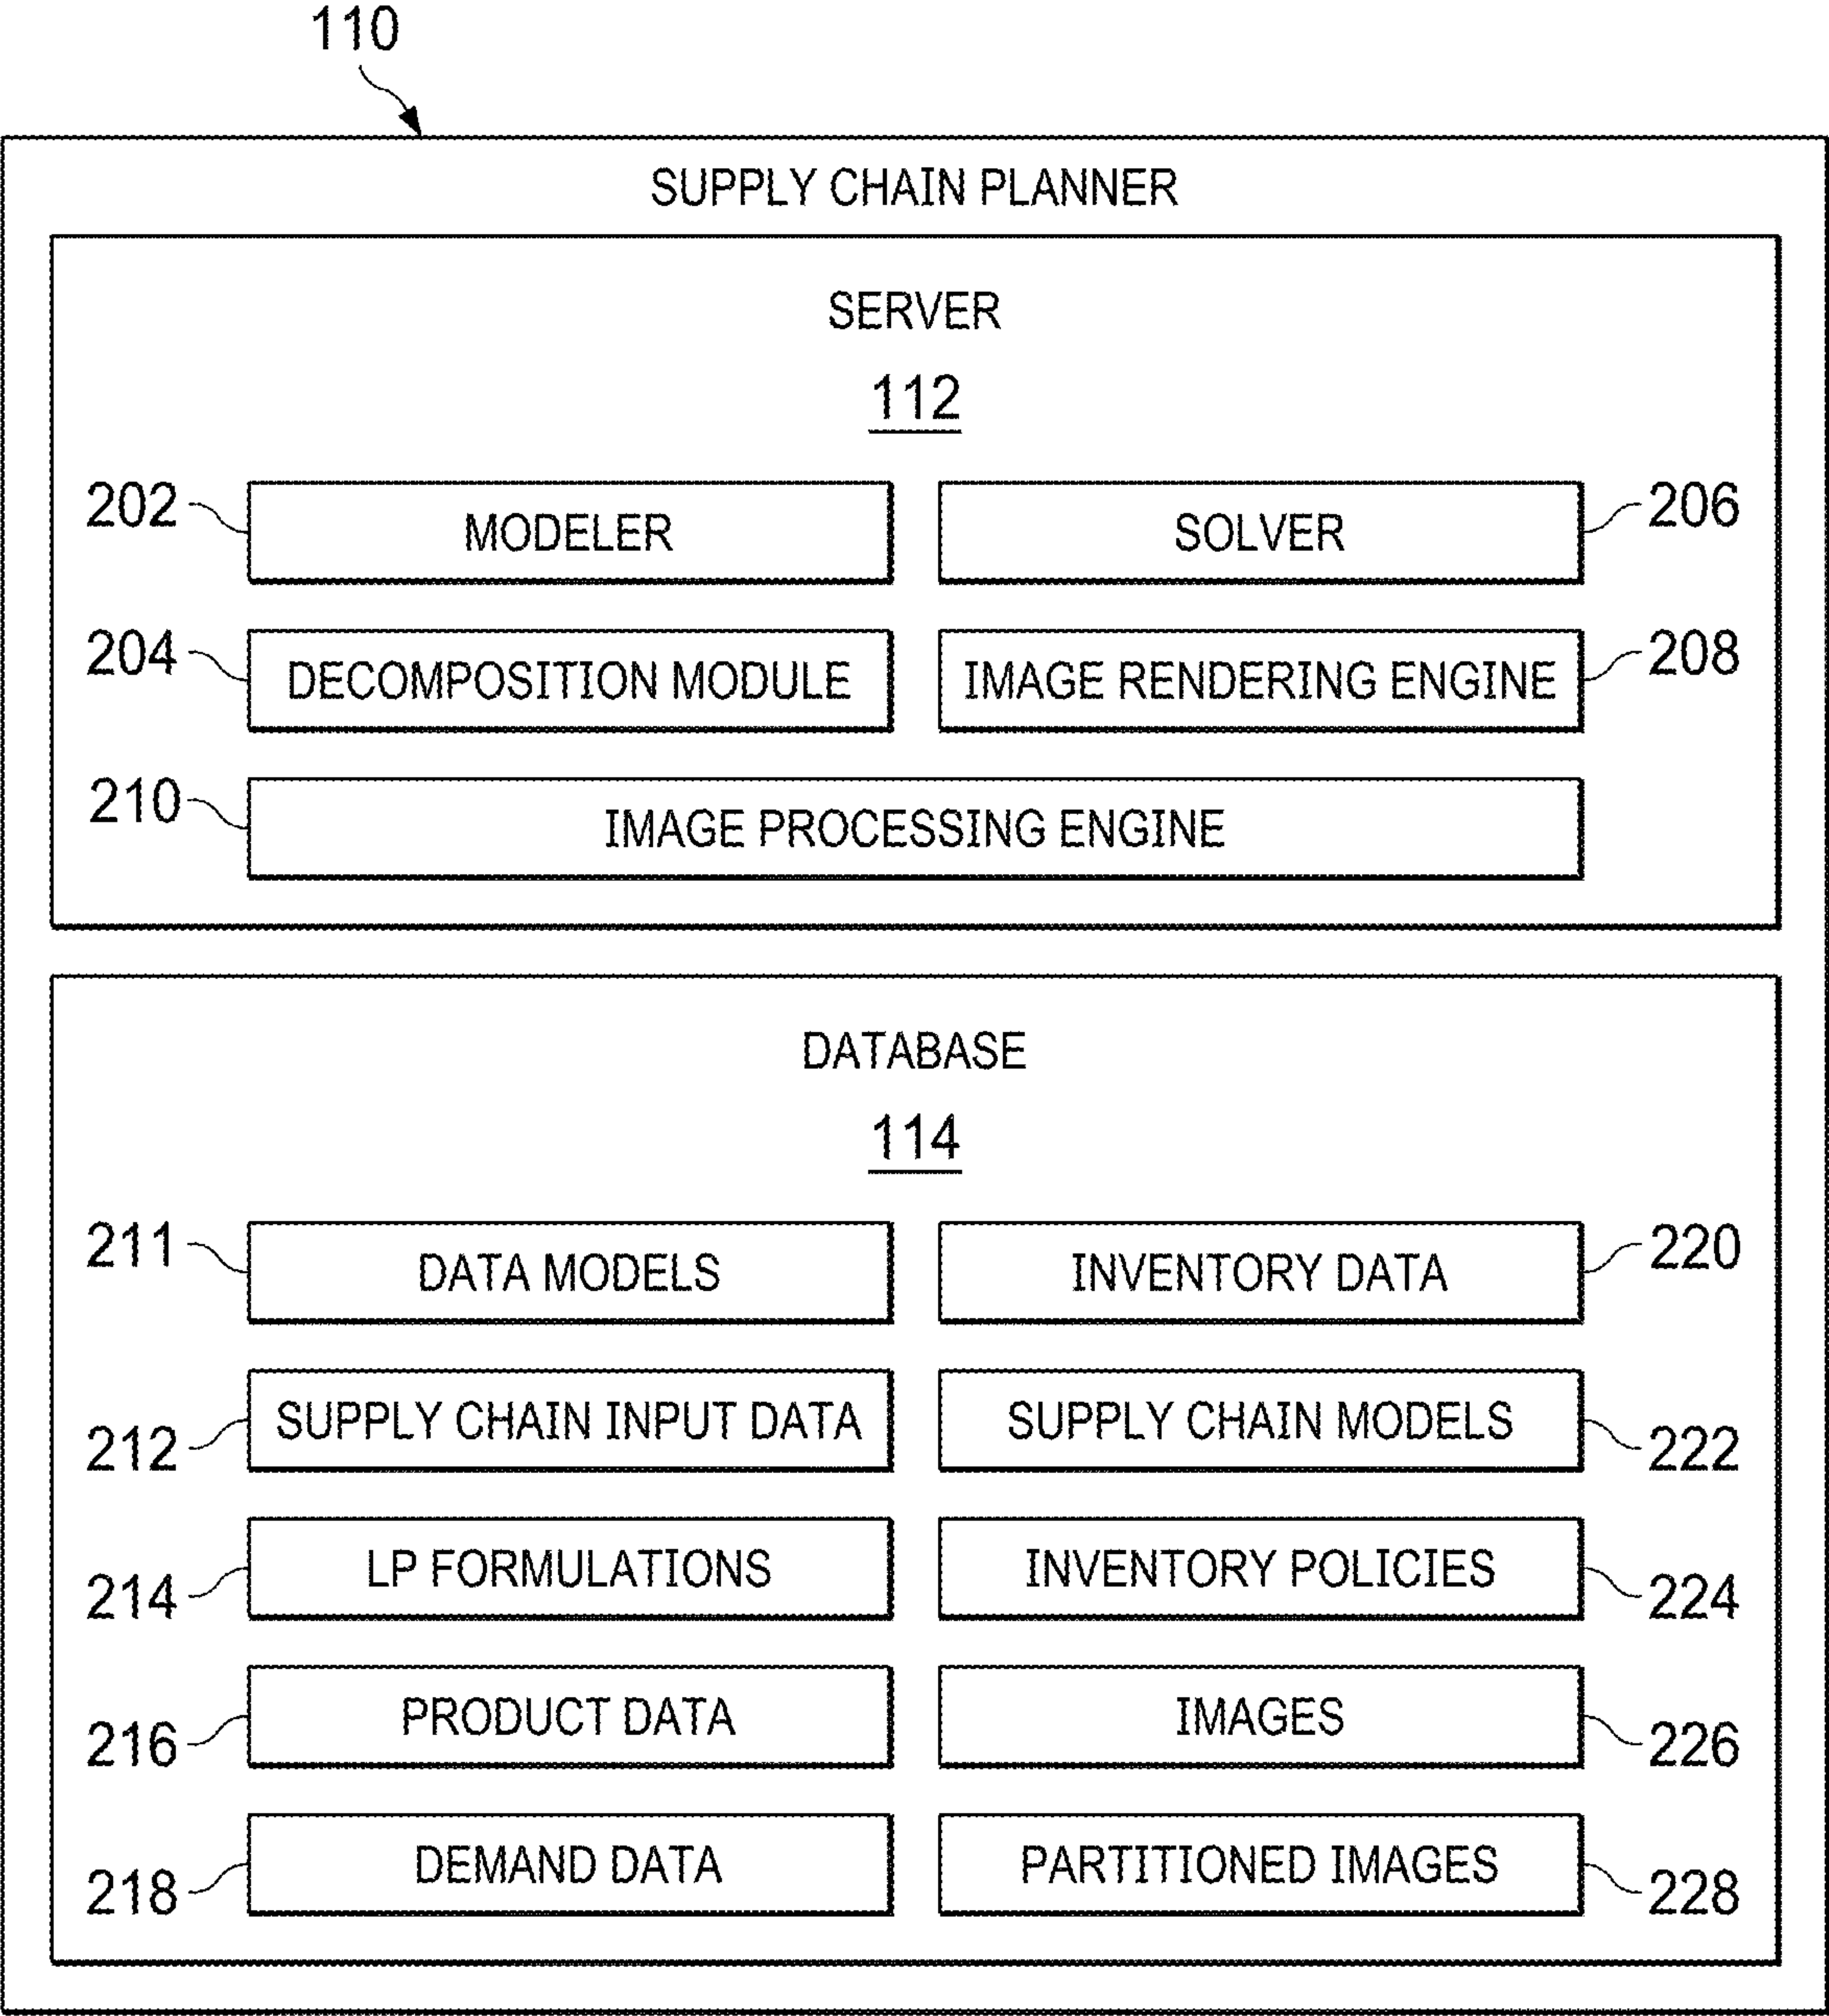 110
SUPPLY CHAIN PLANNER
SERVER
112
202 MODELER SOLVER 206
204 DECOMPOSITION MODULE IMAGE RENDERING ENGINE 208
210 IMAGE PROCESSING ENGINE
DATABASE
114
211 DATA MODELS INVENTORY DATA 220
212 SUPPLY CHAIN INPUT DATA SUPPLY CHAIN MODELS 222
214 LP FORMULATIONS INVENTORY POLICIES 224
216 PRODUCT DATA IMAGES 226
218 DEMAND DATA PARTITIONED IMAGES 228